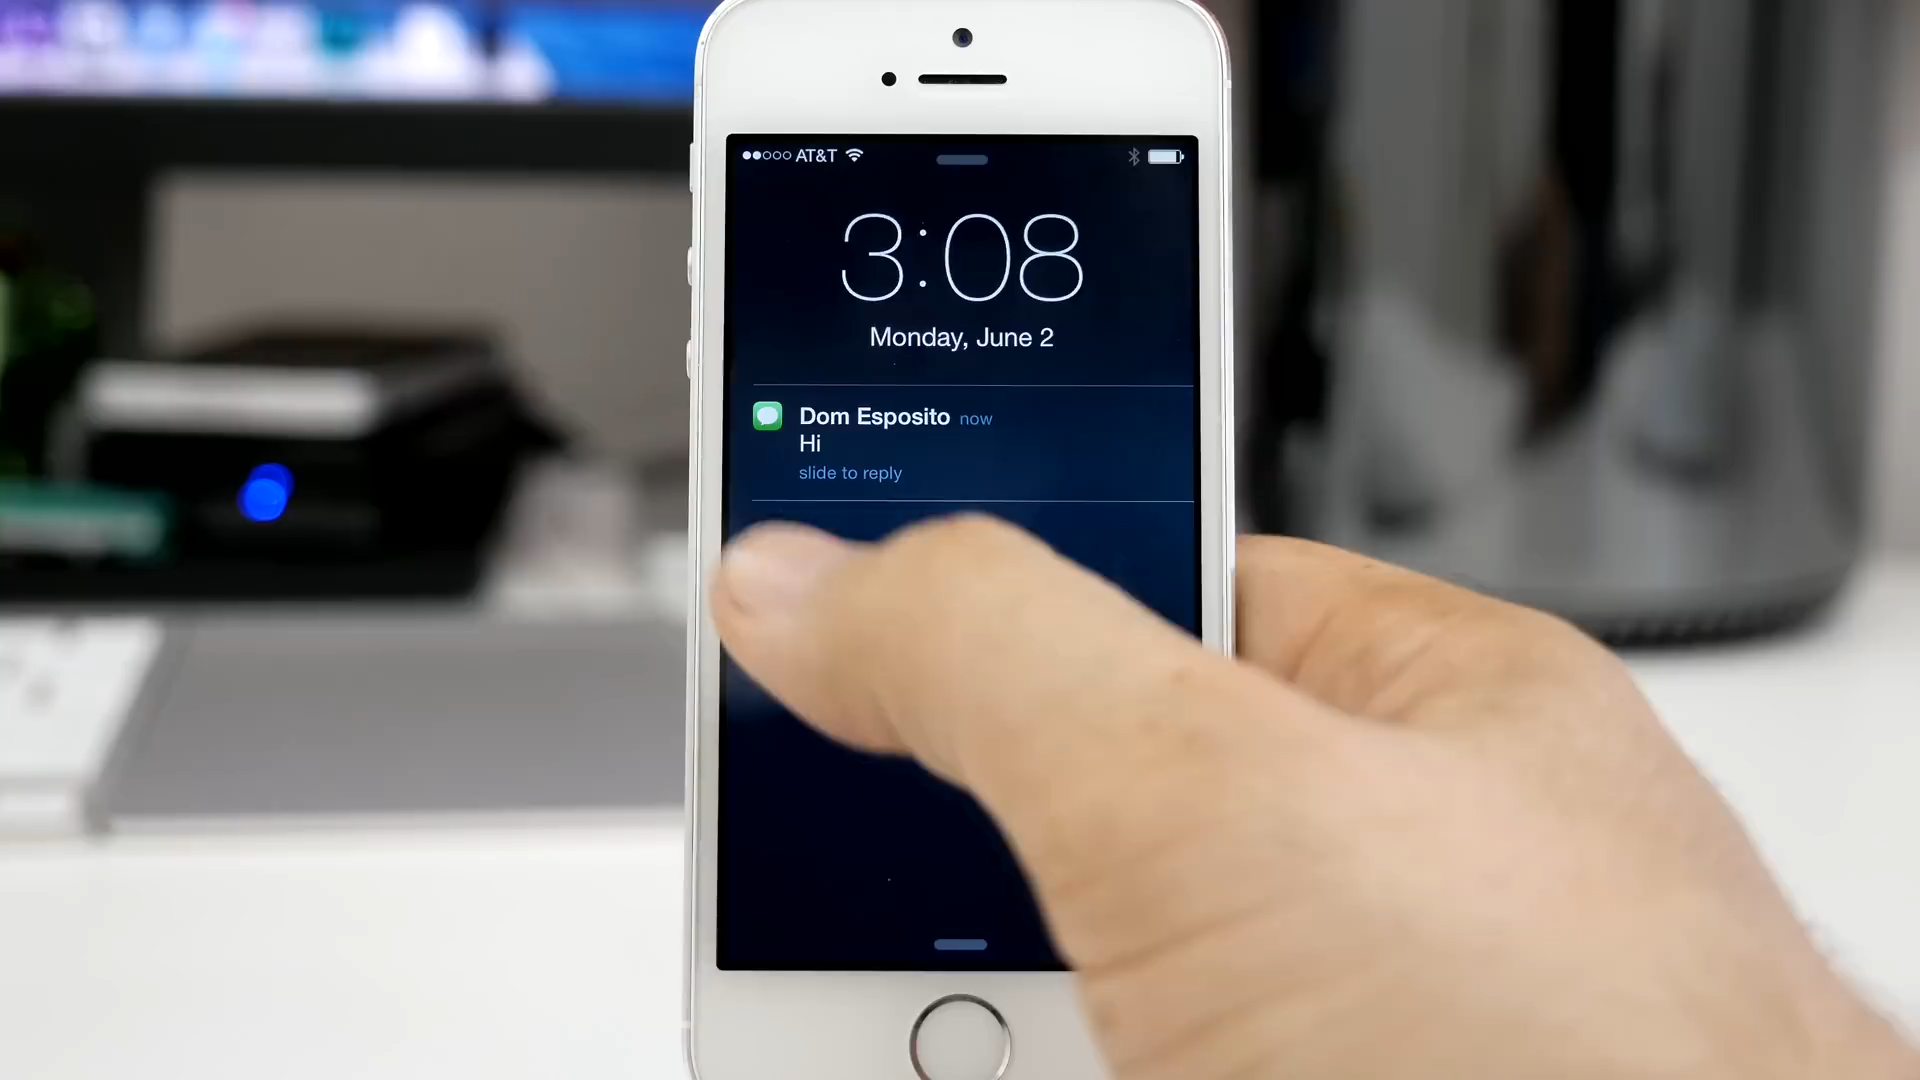 AT&T
3:08
Monday, June 2
Dom Esposito now
Hi
slide to reply